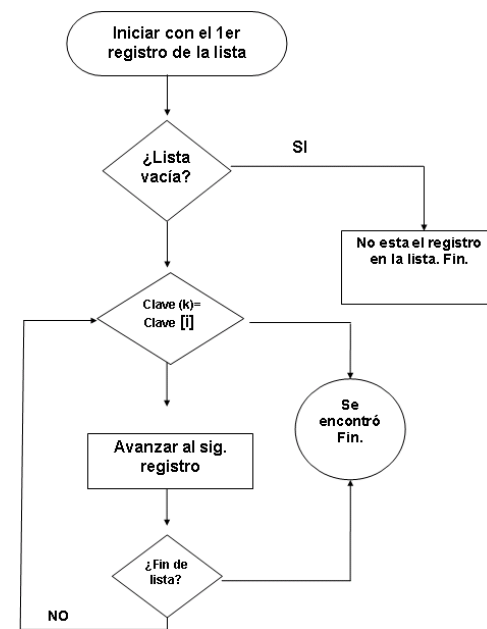 Iniciar con el 1er
registro de la lista
¿Lista
vacía?
SI
No esta el registro
en la lista. Fin.
Clave (k)=
Clave [i]
Se
encontró
Fin.
Avanzar al sig.
registro
¿Fin de
lista?
NO